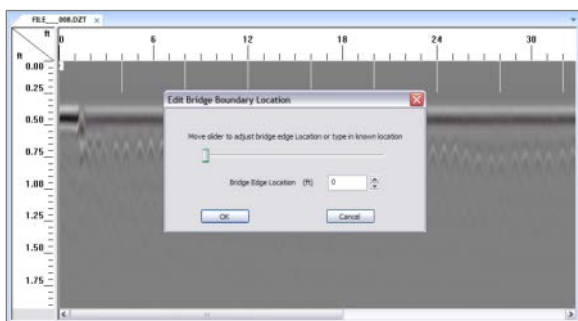 FILE___008.DZT ×
ft 0 6 12 18 24 30
ft
0.00
0.25
Edit Bridge Boundary Location
0.50
Move slider to adjust bridge edge Location or type in known location
0.75
Bridge Edge Location (ft) 0
1.00
OK Cancel
1.25
1.50
1.75